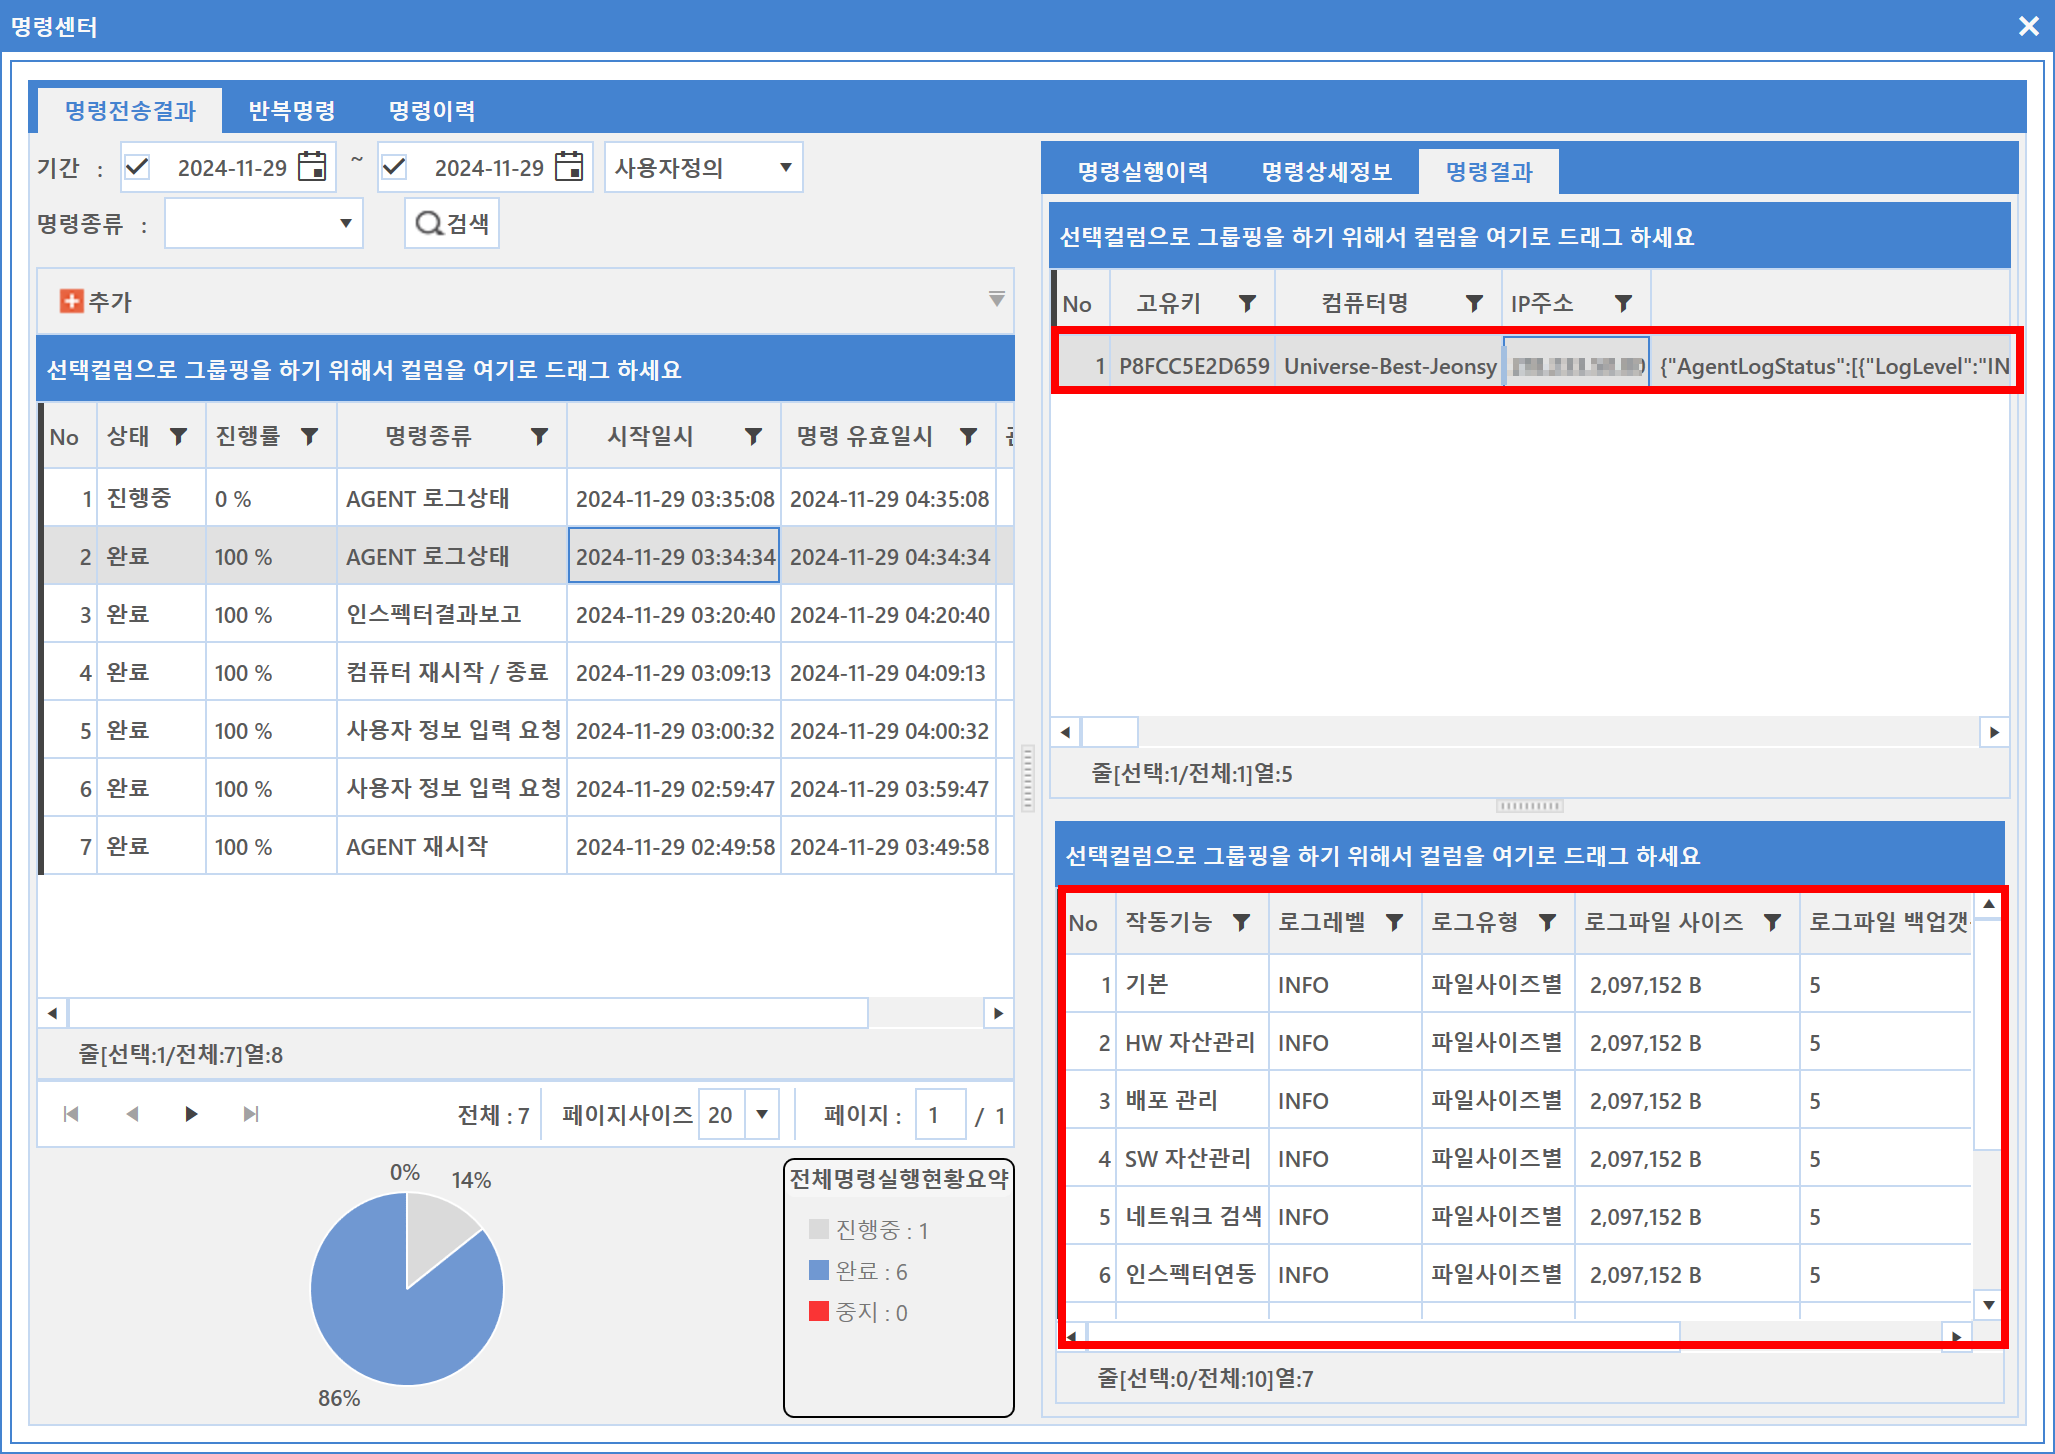 명령센터
명령전송결과 반복명령 명령이력
기간 : 2024-11-29 ~ 2024-11-29 사용자정의
명령종류 : 검색
추가
선택컬럼으로 그룹핑을 하기 위해서 컬럼을 여기로 드래그 하세요
No 상태 진행률 명령종류 시작일시 명령 유효일시
1 진행중 0 % AGENT 로그상태 2024-11-29 03:35:08 2024-11-29 04:35:08
2 완료 100 % AGENT 로그상태 2024-11-29 03:34:34 2024-11-29 04:34:34
3 완료 100 % 인스펙터결과보고 2024-11-29 03:20:40 2024-11-29 04:20:40
4 완료 100 % 컴퓨터 재시작 / 종료 2024-11-29 03:09:13 2024-11-29 04:09:13
5 완료 100 % 사용자 정보 입력 요청 2024-11-29 03:00:32 2024-11-29 04:00:32
6 완료 100 % 사용자 정보 입력 요청 2024-11-29 02:59:47 2024-11-29 03:59:47
7 완료 100 % AGENT 재시작 2024-11-29 02:49:58 2024-11-29 03:49:58
줄[선택:1/전체:7]열:8
전체 : 7 페이지사이즈 20 페이지 : 1 / 1
0%
14%
86%
전체명령실행현황요약
진행중 : 1
완료 : 6
중지 : 0
명령실행이력 명령상세정보 명령결과
선택컬럼으로 그룹핑을 하기 위해서 컬럼을 여기로 드래그 하세요
No 고유키 컴퓨터명 IP주소
1 P8FCC5E2D659 Universe-Best-Jeonsy {"AgentLogStatus":[{"LogLevel":"IN
줄[선택:1/전체:1]열:5
선택컬럼으로 그룹핑을 하기 위해서 컬럼을 여기로 드래그 하세요
No 작동기능 로그레벨 로그유형 로그파일 사이즈 로그파일 백업갯
1 기본 INFO 파일사이즈별 2,097,152 B 5
2 HW 자산관리 INFO 파일사이즈별 2,097,152 B 5
3 배포 관리 INFO 파일사이즈별 2,097,152 B 5
4 SW 자산관리 INFO 파일사이즈별 2,097,152 B 5
5 네트워크 검색 INFO 파일사이즈별 2,097,152 B 5
6 인스펙터연동 INFO 파일사이즈별 2,097,152 B 5
줄[선택:0/전체:10]열:7